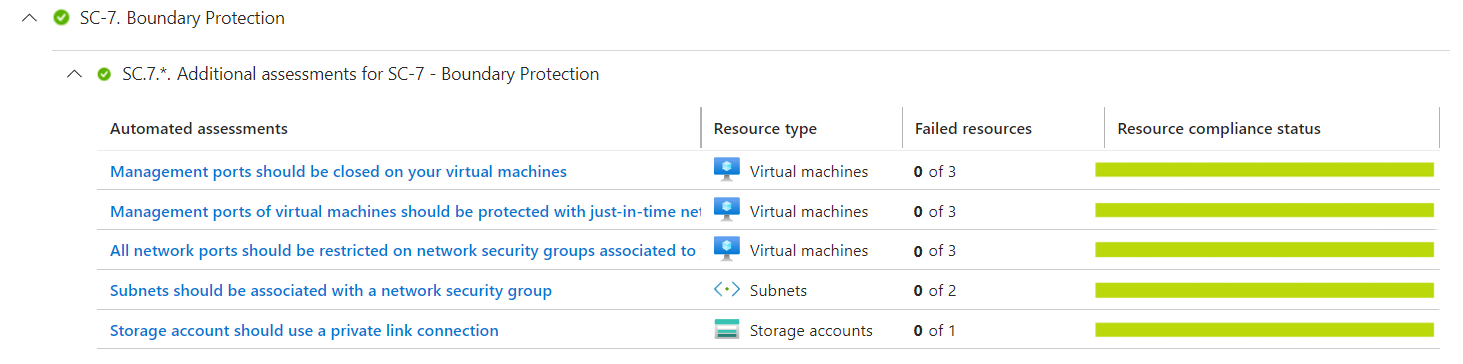 SC-7. Boundary Protection
SC.7.*. Additional assessments for SC-7 - Boundary Protection
Automated assessments Resource type Failed resources Resource compliance status
Management ports should be closed on your virtual machines Virtual machines 0 of 3
Management ports of virtual machines should be protected with just-in-time net Virtual machines 0 of 3
All network ports should be restricted on network security groups associated to Virtual machines 0 of 3
Subnets should be associated with a network security group Subnets 0 of 2
Storage account should use a private link connection Storage accounts 0 of 1